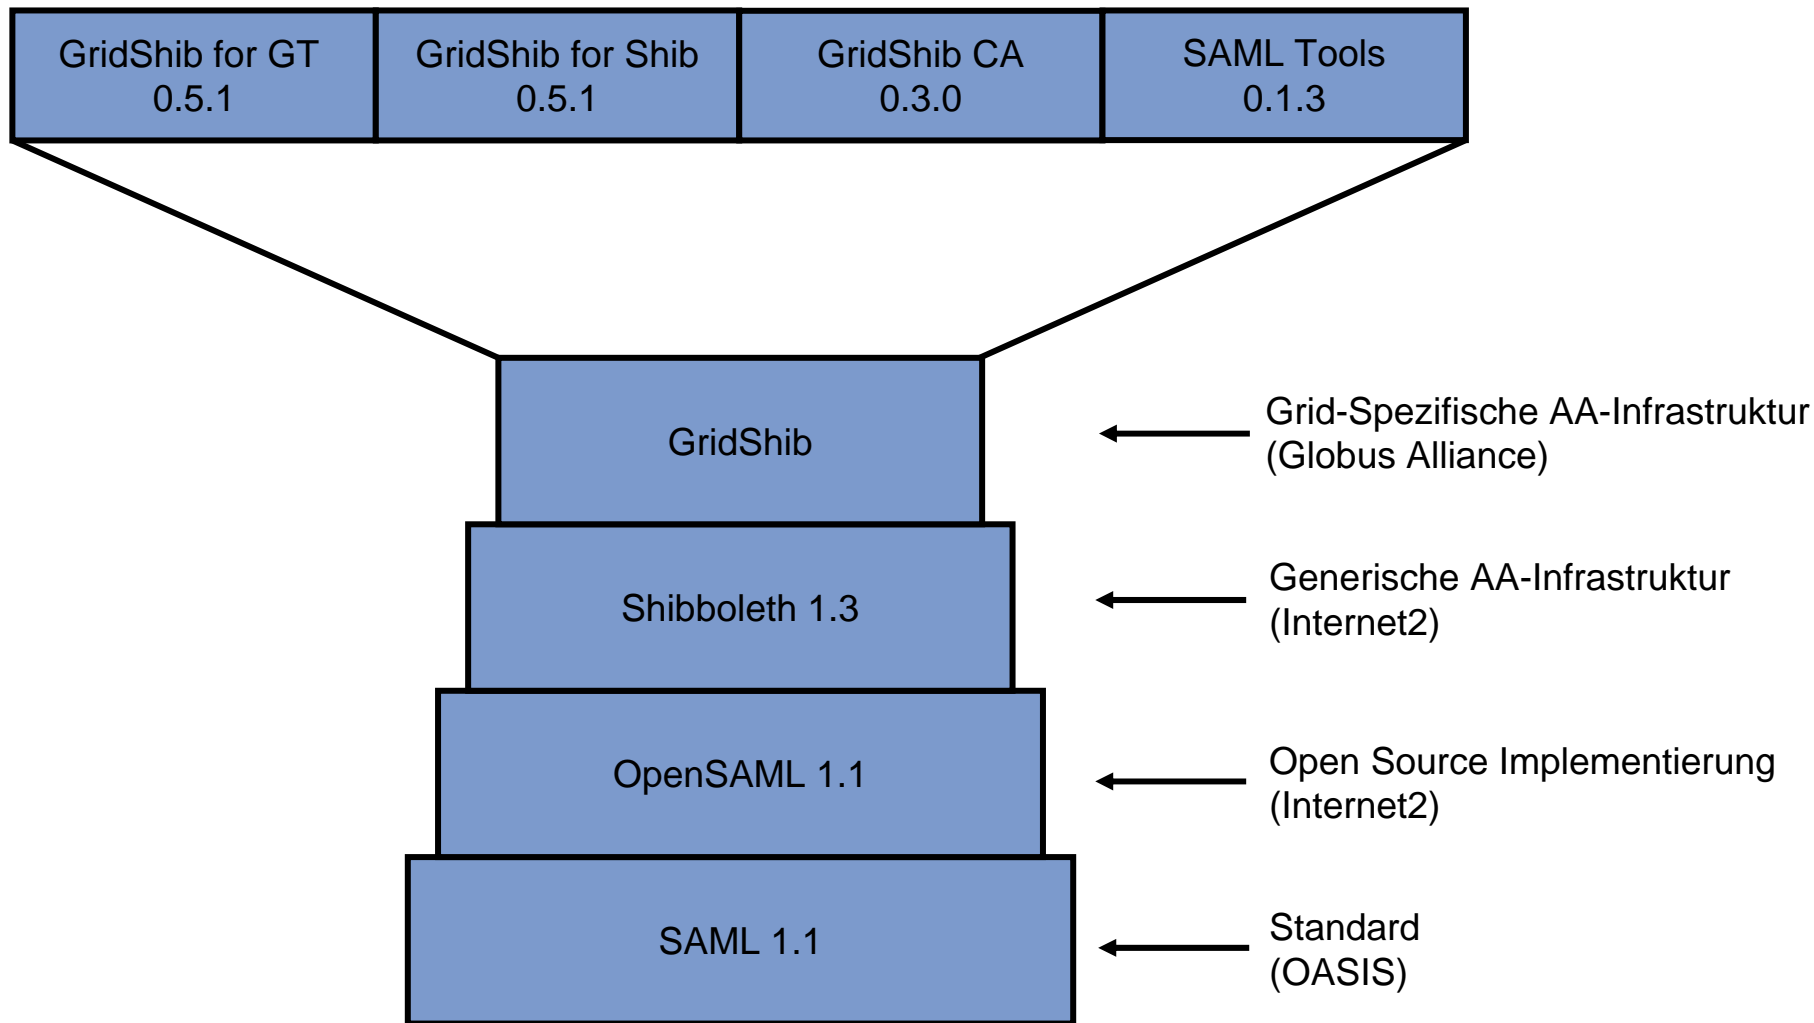 GridShib for GT
0.5.1
GridShib for Shib
0.5.1
GridShib CA
0.3.0
SAML Tools
0.1.3
GridShib
Grid-Spezifische AA-Infrastruktur
(Globus Alliance)
Shibboleth 1.3
Generische AA-Infrastruktur
(Internet2)
OpenSAML 1.1
Open Source Implementierung
(Internet2)
SAML 1.1
Standard
(OASIS)